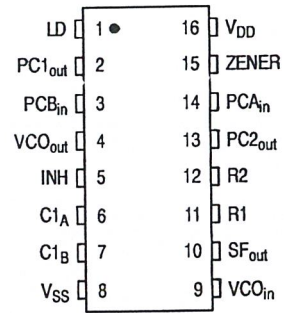 LD 1 16 VDD
PC1out 2 15 ZENER
PCBin 3 14 PCAin
VCOout 4 13 PC2out
INH 5 12 R2
C1A 6 11 R1
C1B 7 10 SFout
VSS 8 9 VCOin